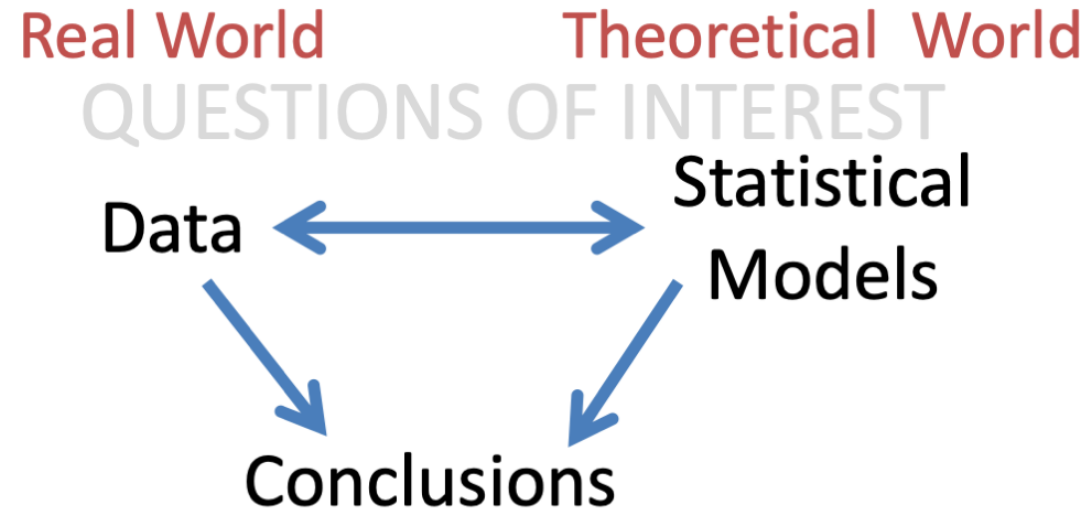 Real World Theoretical World
QUESTIONS OF INTEREST
Data
Statistical
Models
Conclusions